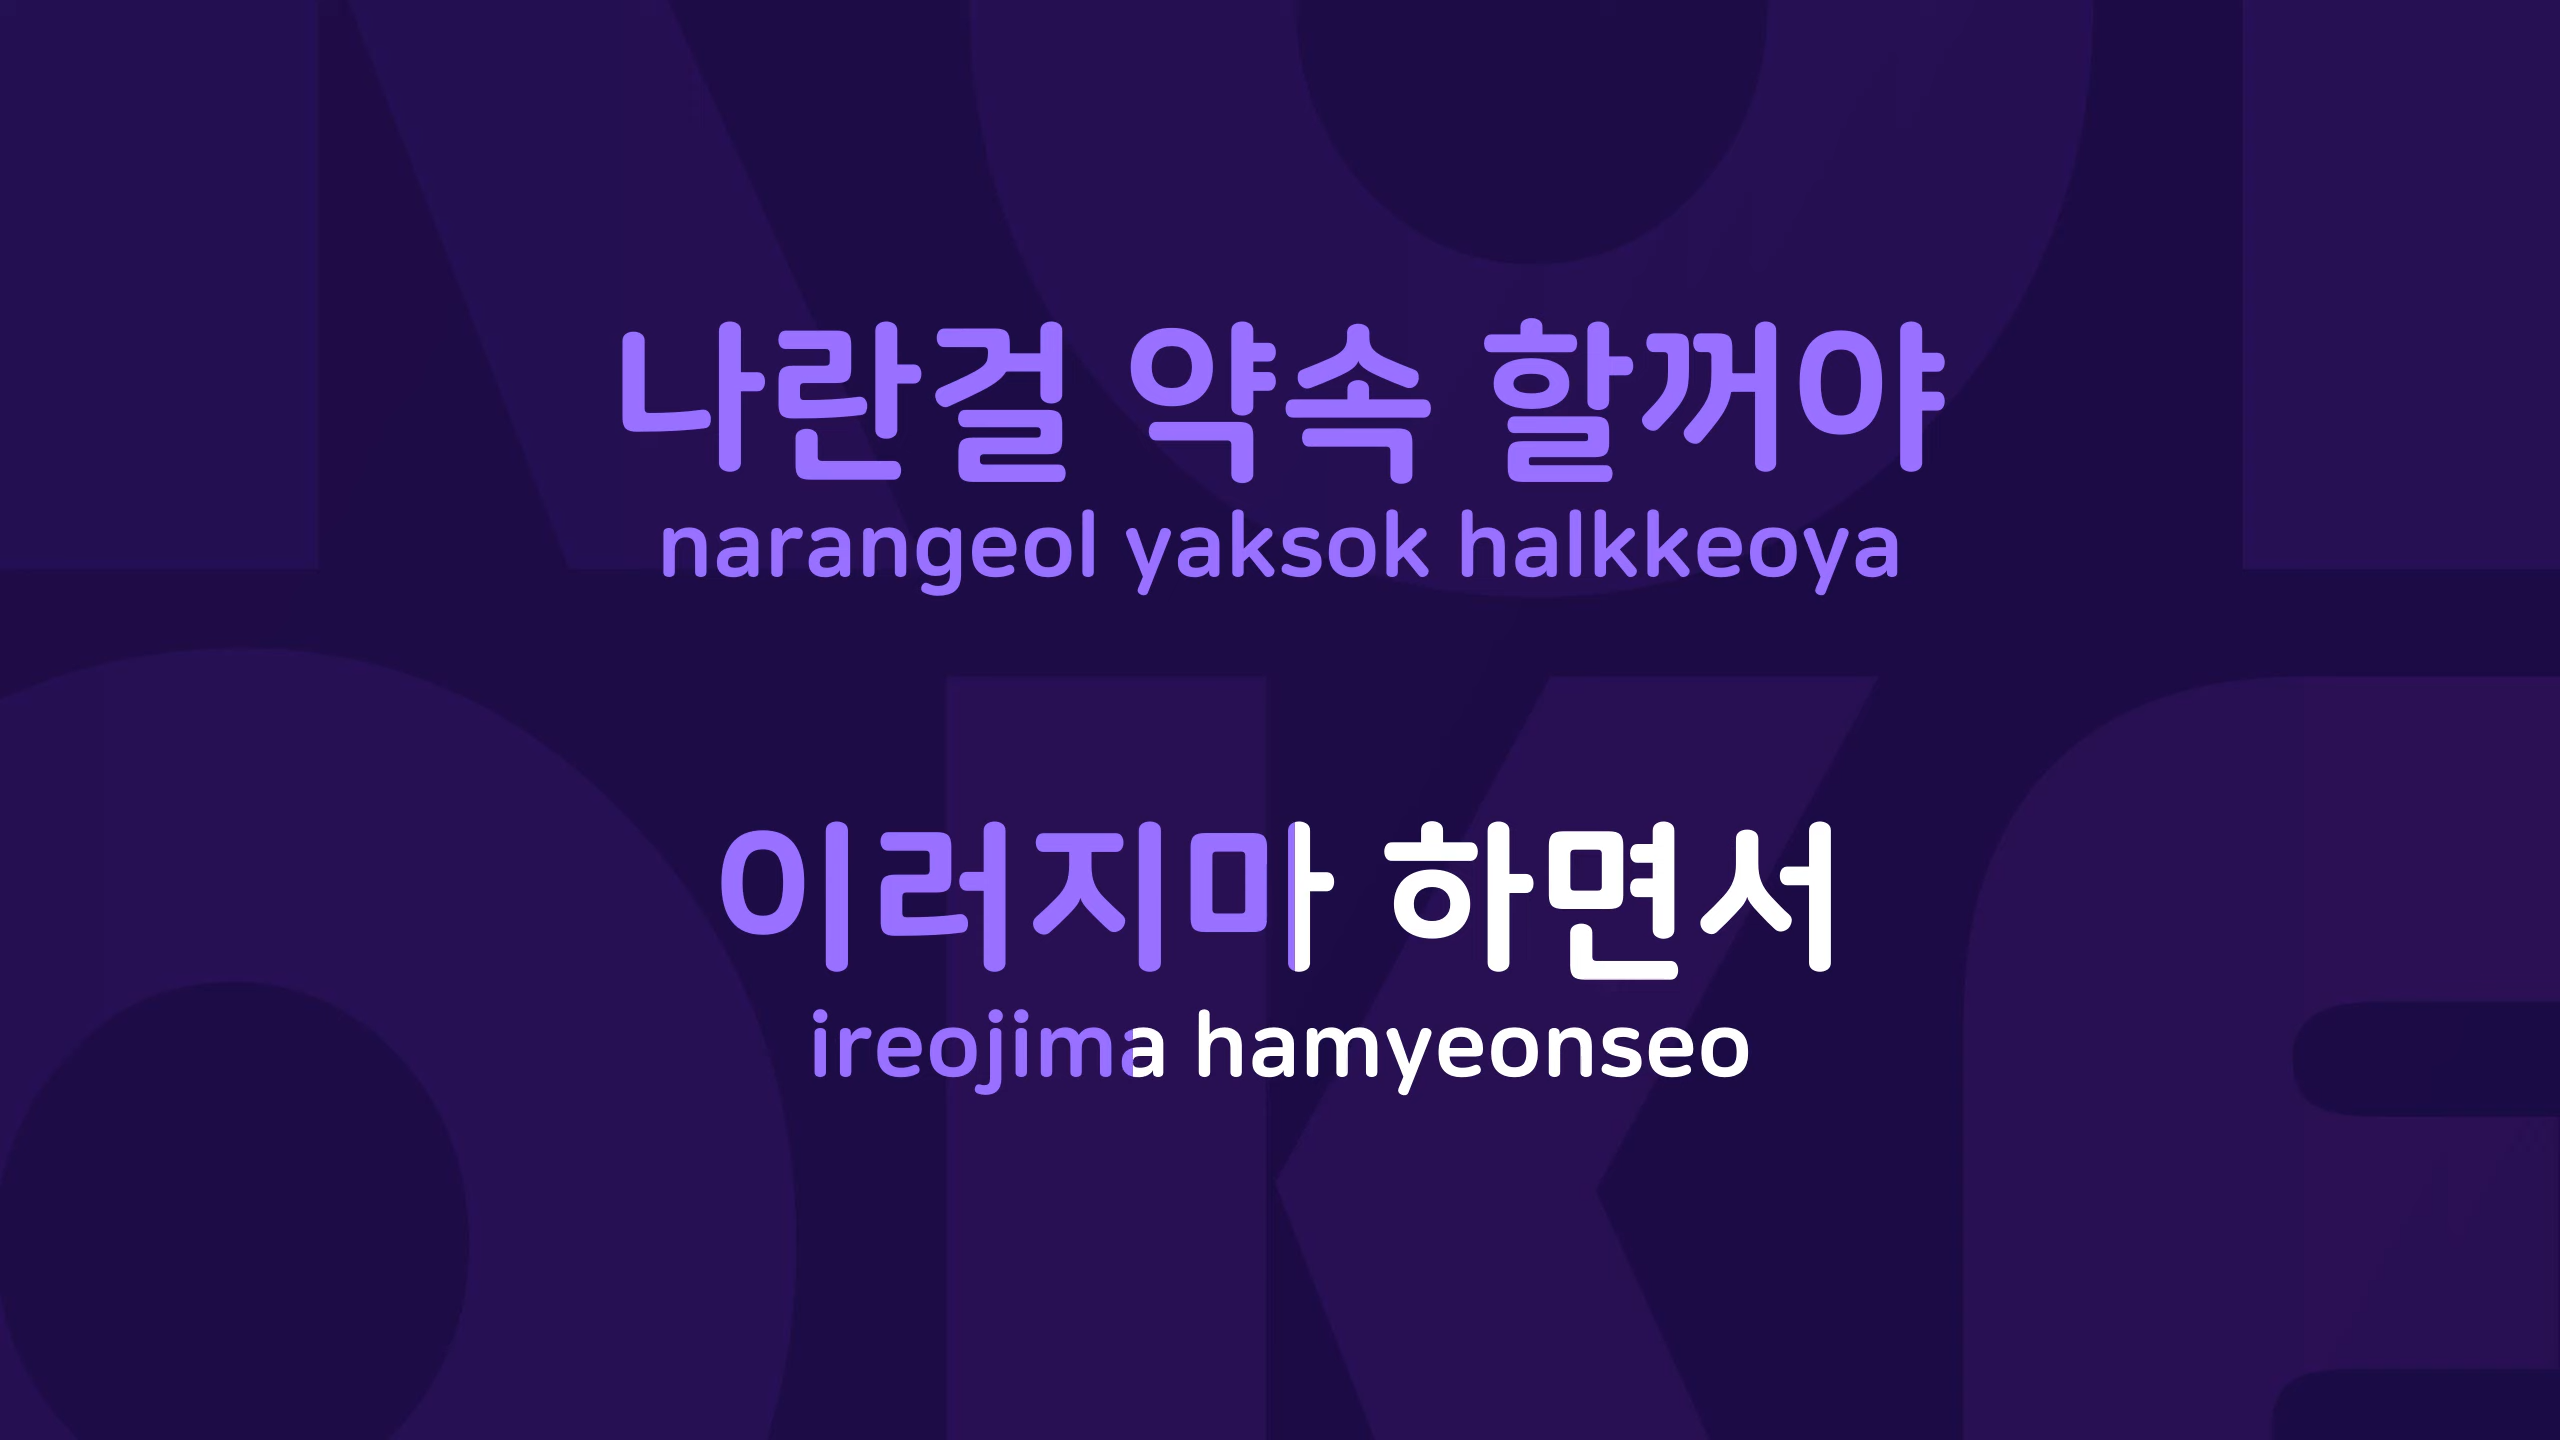 나란걸 약속 할꺼야
narangeol yaksok halkkeoya
이러지마 하면서
ireojima hamyeonseo